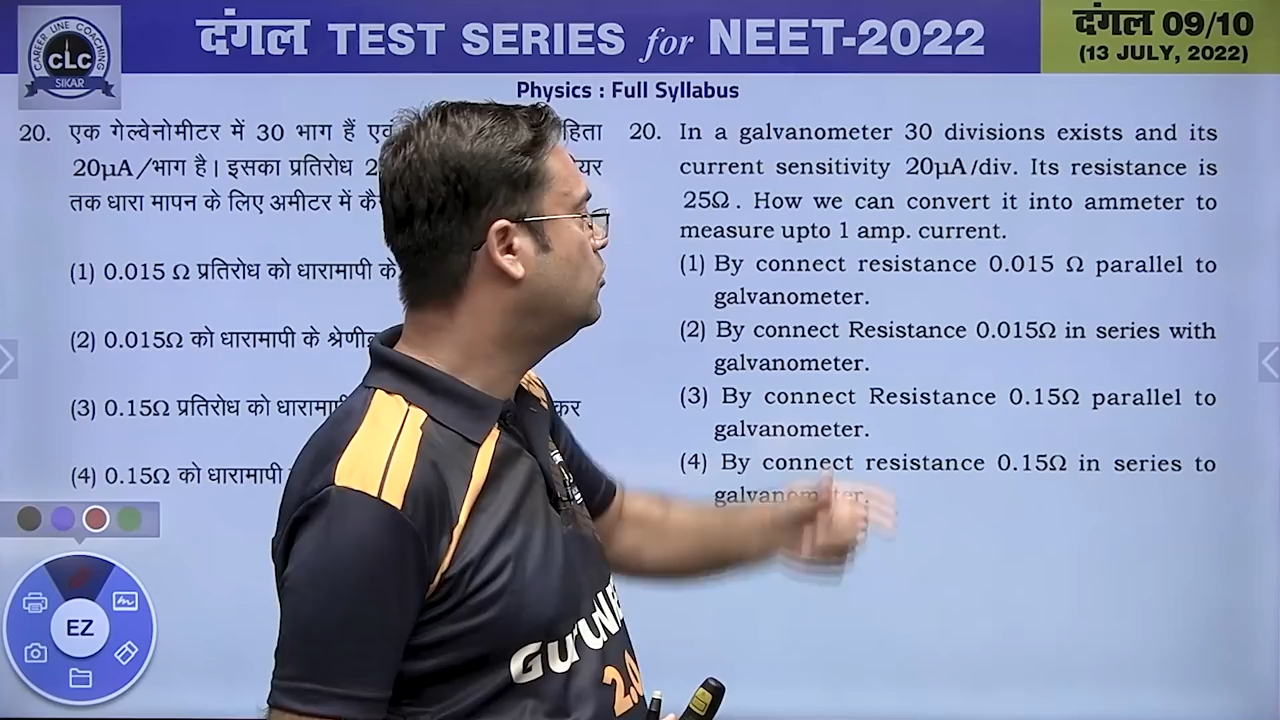 CAREER LINE COACHING
CLC
SIKAR
दंगल TEST SERIES for NEET-2022
दंगल 09/10
(13 JULY, 2022)
Physics : Full Syllabus
20. एक गेल्वेनोमीटर में 30 भाग हैं
20µA/भाग है। इसका प्रतिरोध
तक धारा मापन के लिए अमीटर में
(1) 0.015 Ω प्रतिरोध को धारामापी के
(2) 0.015Ω को धारामापी के
(3) 0.15Ω प्रतिरोध को कर
(4) 0.15Ω को धारामापी
20. In a galvanometer 30 divisions exists and its
current sensitivity 20µA/div. Its resistance is
25Ω. How we can convert it into ammeter to
measure upto 1 amp. current.
(1) By connect resistance 0.015 Ω parallel to
galvanometer.
(2) By connect Resistance 0.015Ω in series with
galvanometer.
(3) By connect Resistance 0.15Ω parallel to
galvanometer.
(4) By connect resistance 0.15Ω in series to
galvanometer.
EZ
2.0